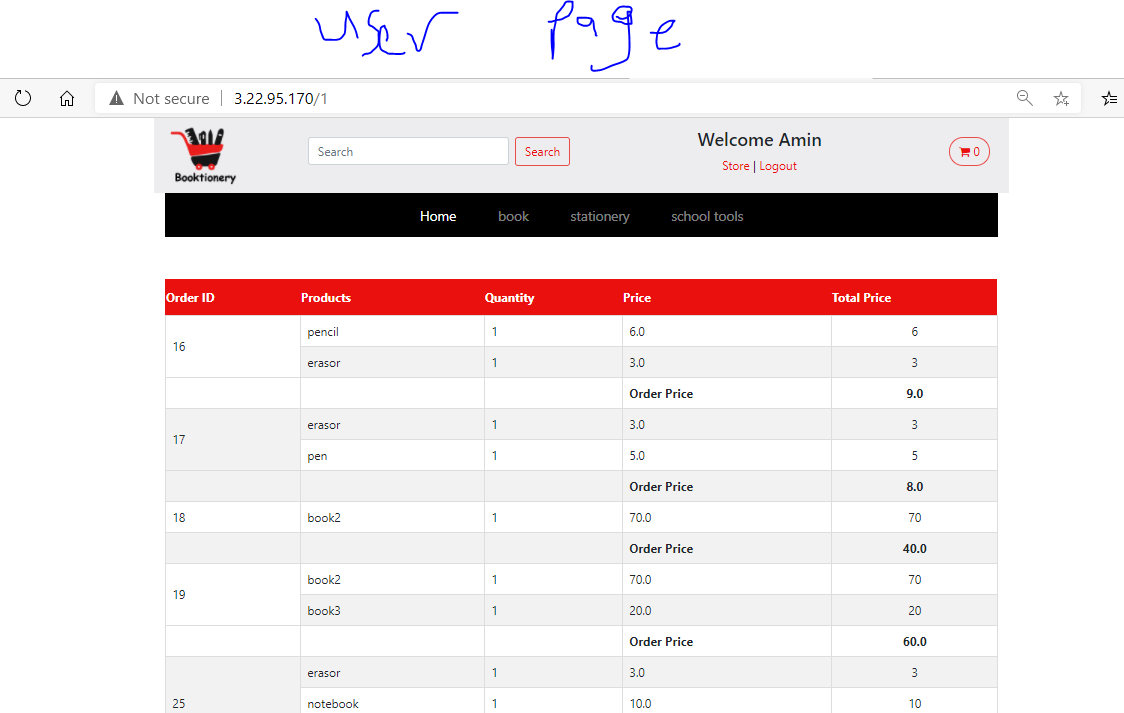 user page
Not secure | 3.22.95.170/1
Booktionery
Search Search
Welcome Amin
Store | Logout
0
Home book stationery school tools
Order ID Products Quantity Price Total Price
16 pencil 1 6.0 6
erasor 1 3.0 3
Order Price 9.0
17 erasor 1 3.0 3
pen 1 5.0 5
Order Price 8.0
18 book2 1 70.0 70
Order Price 40.0
19 book2 1 70.0 70
book3 1 20.0 20
Order Price 60.0
25 erasor 1 3.0 3
notebook 1 10.0 10